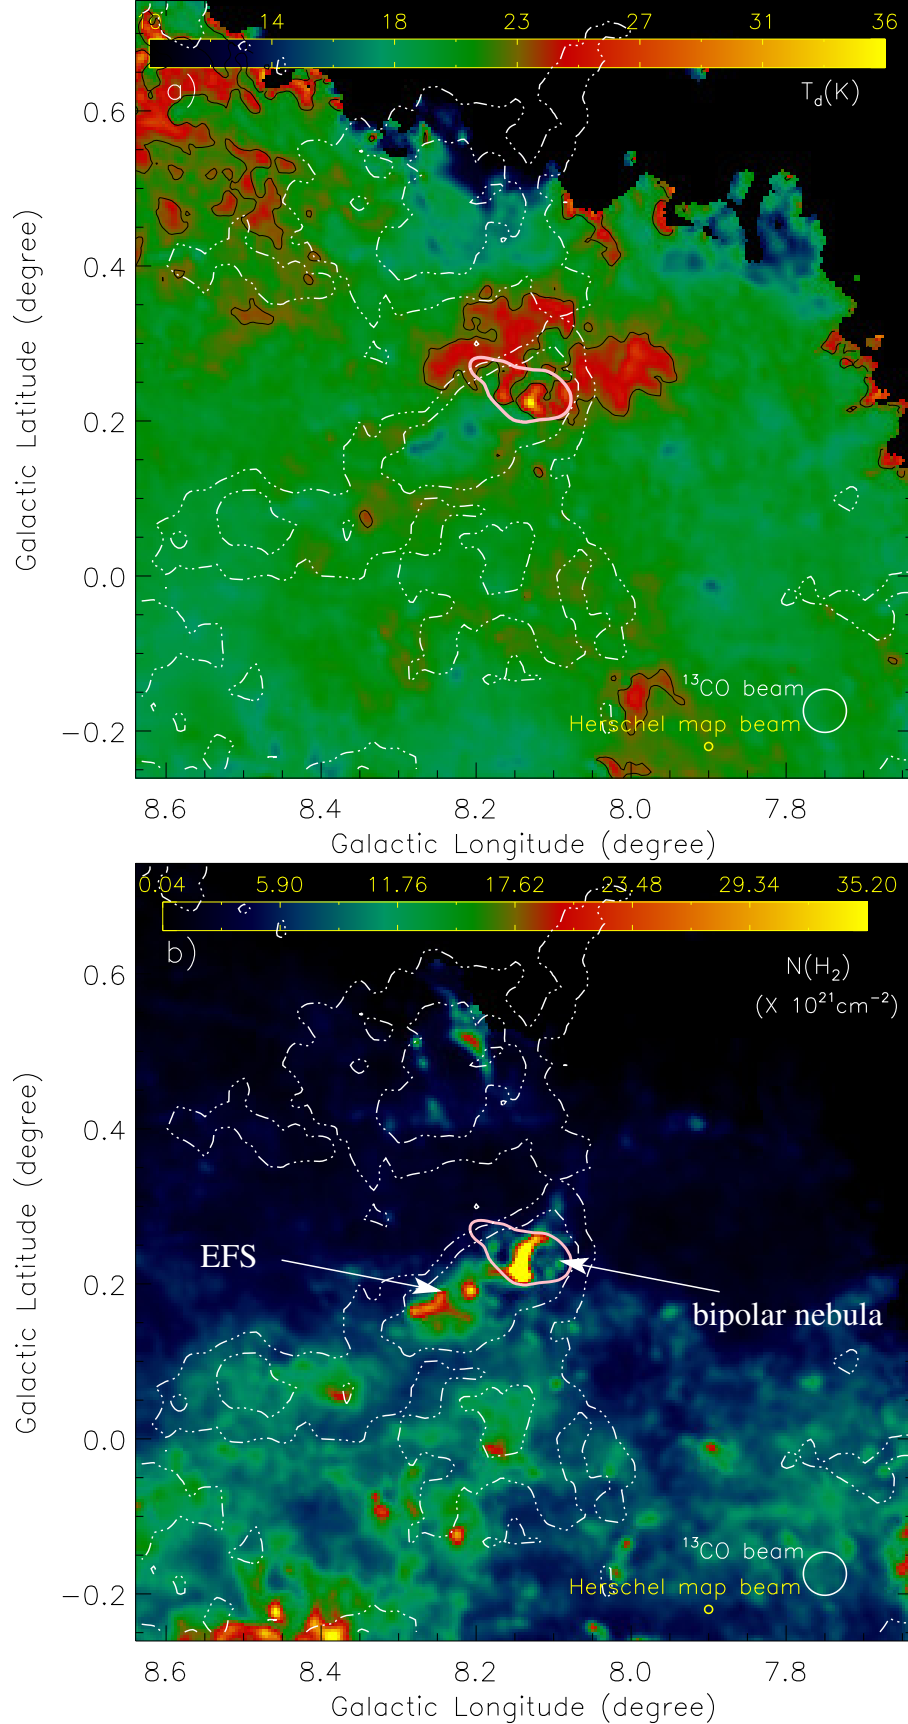 14 18 23 27 31 36
a)
T_d(K)
0.6
0.4
0.2
0.0
−0.2
Galactic Latitude (degree)
¹³CO beam
Herschel map beam
8.6 8.4 8.2 8.0 7.8
Galactic Longitude (degree)
0.04 5.90 11.76 17.62 23.48 29.34 35.20
b)
N(H₂)
(X 10²¹cm⁻²)
0.6
0.4
0.2
0.0
−0.2
Galactic Latitude (degree)
EFS
bipolar nebula
¹³CO beam
Herschel map beam
8.6 8.4 8.2 8.0 7.8
Galactic Longitude (degree)